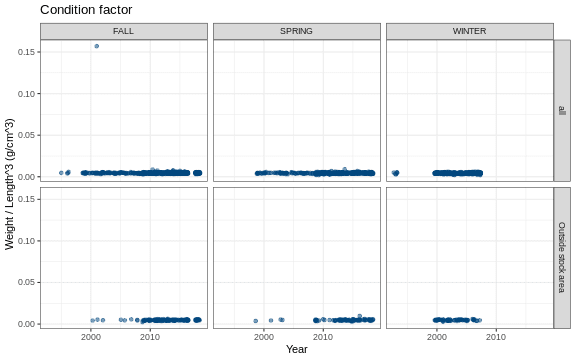 Condition factor
FALL SPRING WINTER
0.15
0.10
0.05
0.00
all
0.15
0.10
0.05
0.00
Outside stock area
Weight / Length^3 (g/cm^3)
2000 2010 2000 2010 2000 2010
Year